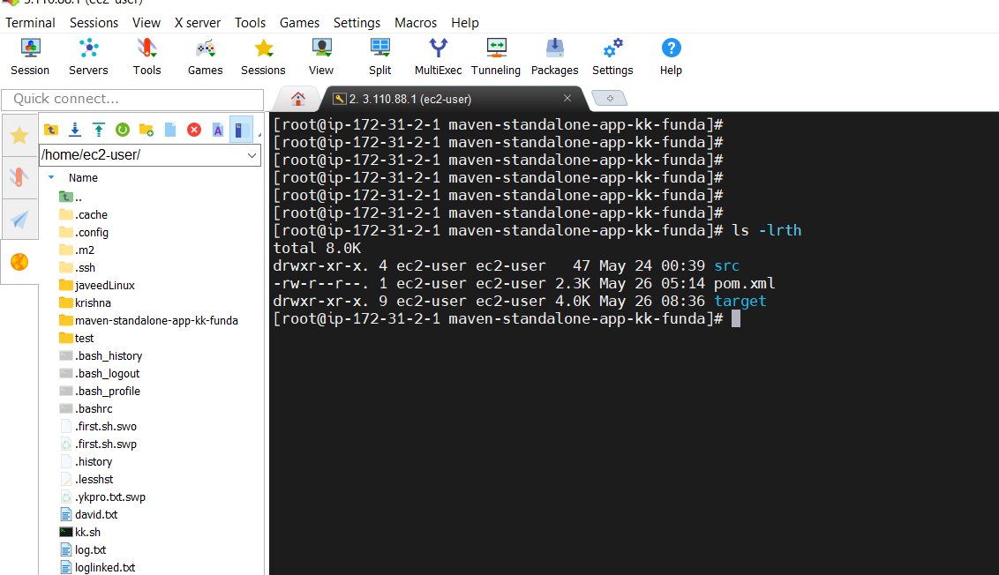 3.110.88.1 (ec2-user)
Terminal Sessions View X server Tools Games Settings Macros Help
Session Servers Tools Games Sessions View Split MultiExec Tunneling Packages Settings Help
Quick connect...
2. 3.110.88.1 (ec2-user)
/home/ec2-user/
Name
..
.cache
.config
.m2
.ssh
javeedLinux
krishna
maven-standalone-app-kk-funda
test
.bash_history
.bash_logout
.bash_profile
.bashrc
.first.sh.swo
.first.sh.swp
.history
.lesshst
.ykpro.txt.swp
david.txt
kk.sh
log.txt
loglinked.txt
[root@ip-172-31-2-1 maven-standalone-app-kk-funda]#
[root@ip-172-31-2-1 maven-standalone-app-kk-funda]#
[root@ip-172-31-2-1 maven-standalone-app-kk-funda]#
[root@ip-172-31-2-1 maven-standalone-app-kk-funda]#
[root@ip-172-31-2-1 maven-standalone-app-kk-funda]#
[root@ip-172-31-2-1 maven-standalone-app-kk-funda]#
[root@ip-172-31-2-1 maven-standalone-app-kk-funda]# ls -lrth
total 8.0K
drwxr-xr-x. 4 ec2-user ec2-user   47 May 24 00:39 src
-rw-r--r--. 1 ec2-user ec2-user 2.3K May 26 05:14 pom.xml
drwxr-xr-x. 9 ec2-user ec2-user 4.0K May 26 08:36 target
[root@ip-172-31-2-1 maven-standalone-app-kk-funda]#